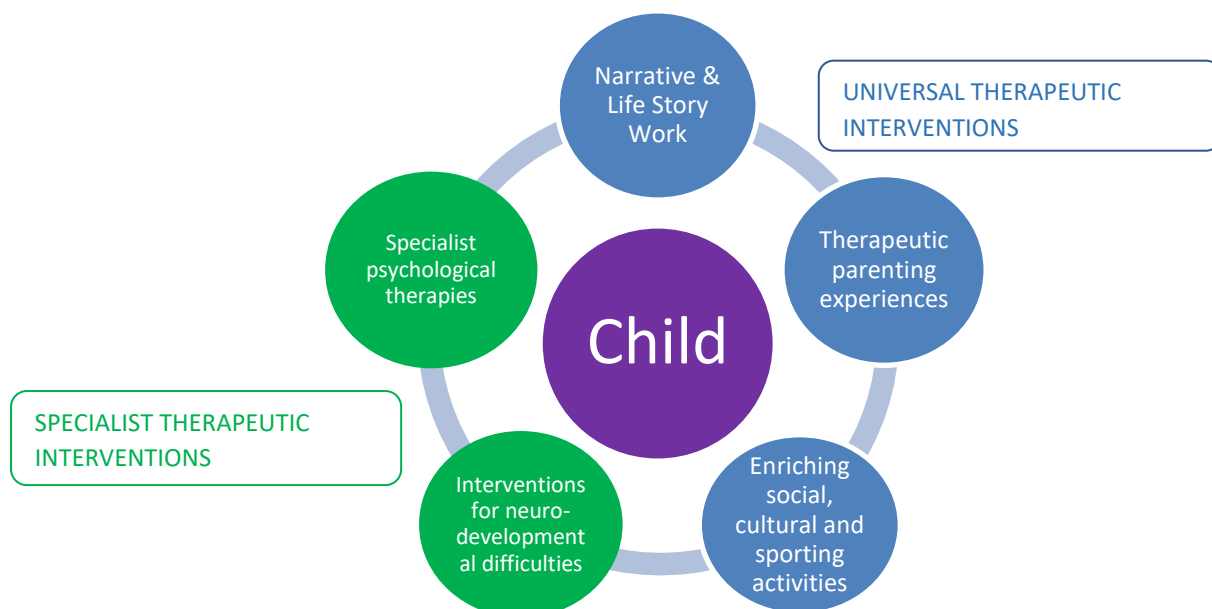 Narrative &
Life Story
Work
UNIVERSAL THERAPEUTIC
INTERVENTIONS
Specialist
psychological
therapies
Therapeutic
parenting
experiences
Child
SPECIALIST THERAPEUTIC
INTERVENTIONS
Interventions
for neuro-
development
al difficulties
Enriching
social,
cultural and
sporting
activities